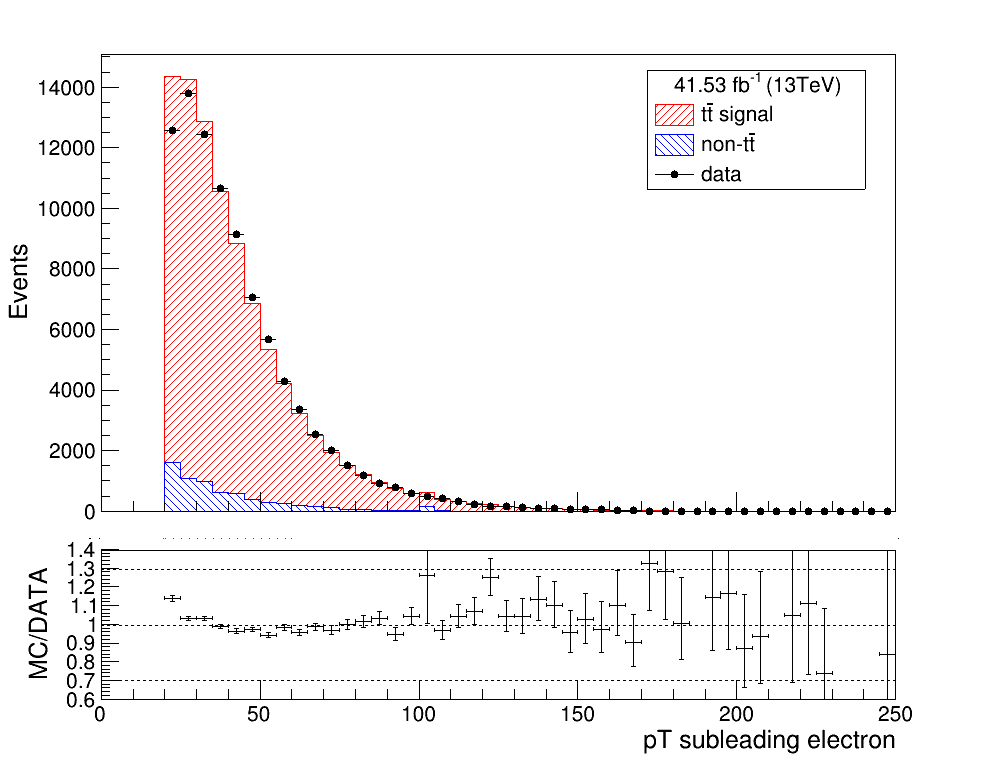 41.53 fb⁻¹ (13TeV)
tt̄ signal
non-tt̄
data
Events
14000
12000
10000
8000
6000
4000
2000
0
MC/DATA
1.4
1.3
1.2
1.1
1
0.9
0.8
0.7
0.6
0 50 100 150 200 250
pT subleading electron